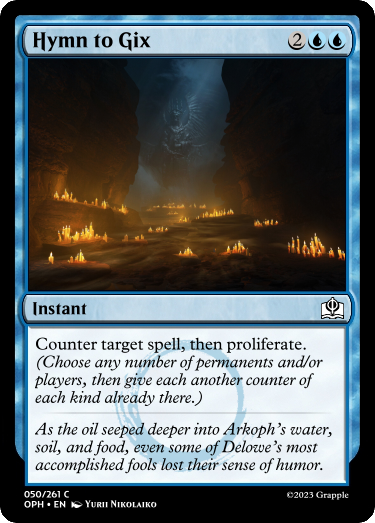 Hymn to Gix 2
Instant
Counter target spell, then proliferate.
(Choose any number of permanents and/or
players, then give each another counter of
each kind already there.)
As the oil seeped deeper into Arkoph's water,
soil, and food, even some of Delowe's most
accomplished fools lost their sense of humor.
050/261 C
OPH • EN Yurii Nikolaiko
©2023 Grapple